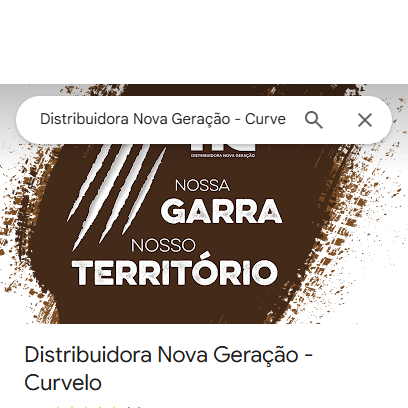 Distribuidora Nova Geração - Curve
DISTRIBUIDORA NOVA GERAÇÃO
NOSSA
GARRA
NOSSO
TERRITÓRIO
Distribuidora Nova Geração -
Curvelo